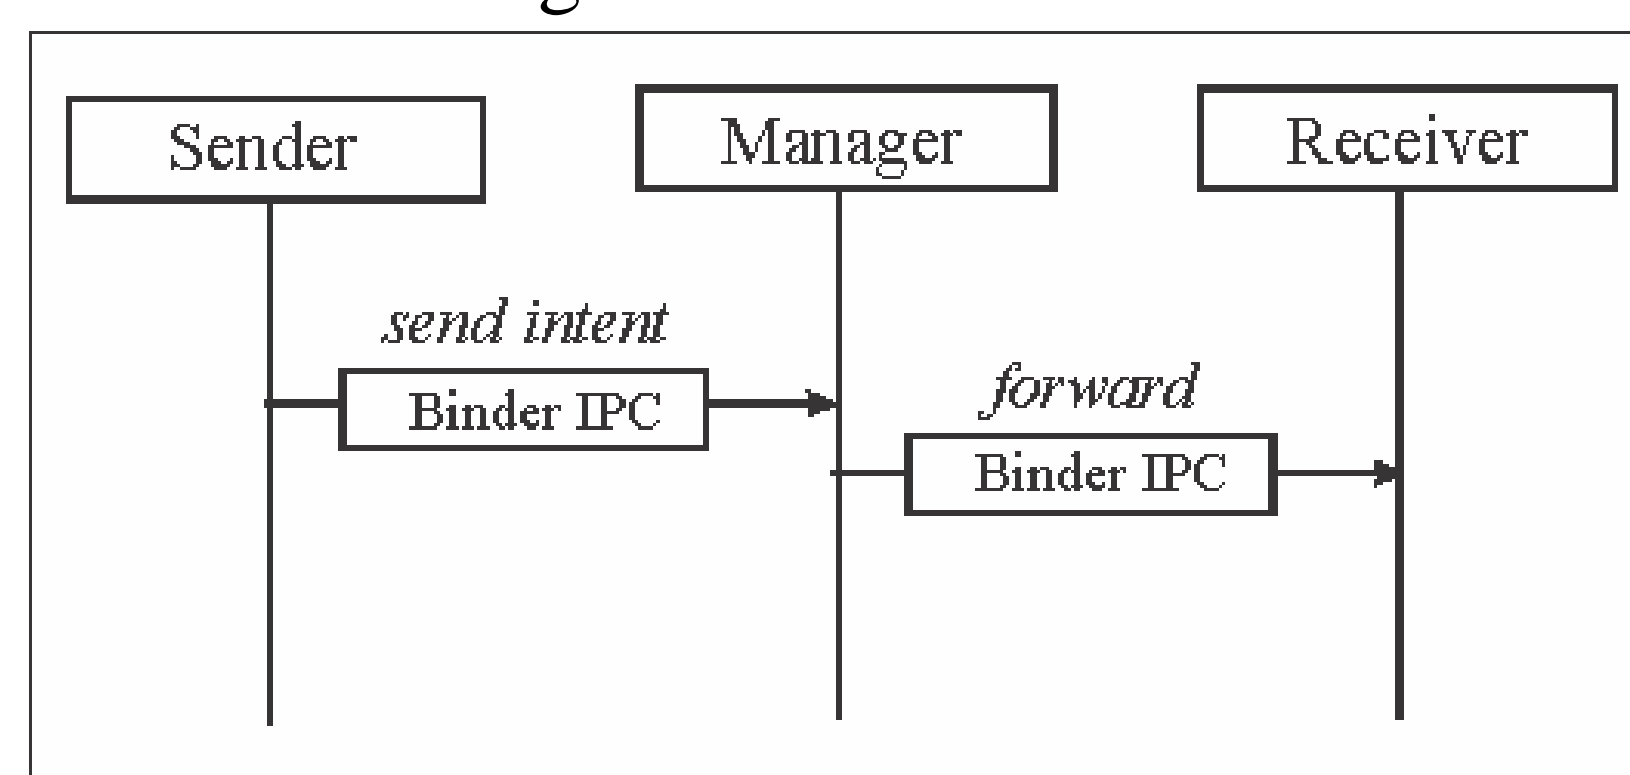 Sender
Manager
Receiver
send intent
Binder IPC
forward
Binder IPC